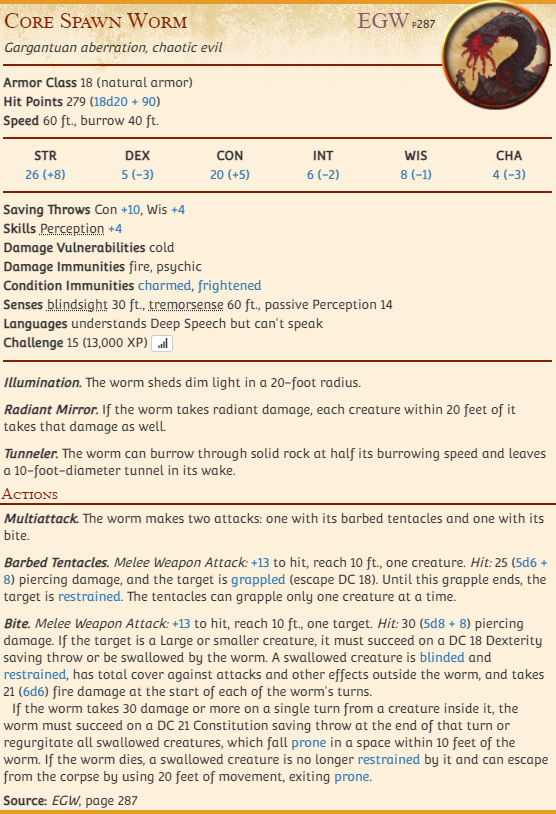 Core Spawn Worm EGW p287
Gargantuan aberration, chaotic evil
Armor Class 18 (natural armor)
Hit Points 279 (18d20 + 90)
Speed 60 ft., burrow 40 ft.
STR DEX CON INT WIS CHA
26 (+8) 5 (−3) 20 (+5) 6 (−2) 8 (−1) 4 (−3)
Saving Throws Con +10, Wis +4
Skills Perception +4
Damage Vulnerabilities cold
Damage Immunities fire, psychic
Condition Immunities charmed, frightened
Senses blindsight 30 ft., tremorsense 60 ft., passive Perception 14
Languages understands Deep Speech but can't speak
Challenge 15 (13,000 XP)
Illumination. The worm sheds dim light in a 20-foot radius.
Radiant Mirror. If the worm takes radiant damage, each creature within 20 feet of it
takes that damage as well.
Tunneler. The worm can burrow through solid rock at half its burrowing speed and leaves
a 10-foot-diameter tunnel in its wake.
Actions
Multiattack. The worm makes two attacks: one with its barbed tentacles and one with its
bite.
Barbed Tentacles. Melee Weapon Attack: +13 to hit, reach 10 ft., one creature. Hit: 25 (5d6 +
8) piercing damage, and the target is grappled (escape DC 18). Until this grapple ends, the
target is restrained. The tentacles can grapple only one creature at a time.
Bite. Melee Weapon Attack: +13 to hit, reach 10 ft., one target. Hit: 30 (5d8 + 8) piercing
damage. If the target is a Large or smaller creature, it must succeed on a DC 18 Dexterity
saving throw or be swallowed by the worm. A swallowed creature is blinded and
restrained, has total cover against attacks and other effects outside the worm, and takes
21 (6d6) fire damage at the start of each of the worm's turns.
If the worm takes 30 damage or more on a single turn from a creature inside it, the
worm must succeed on a DC 21 Constitution saving throw at the end of that turn or
regurgitate all swallowed creatures, which fall prone in a space within 10 feet of the
worm. If the worm dies, a swallowed creature is no longer restrained by it and can escape
from the corpse by using 20 feet of movement, exiting prone.
Source: EGW, page 287